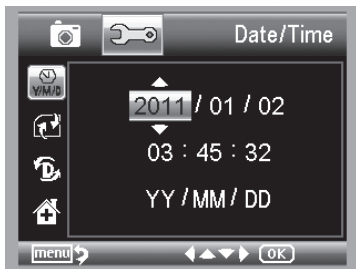 Date/Time
Y/M/D
2011 / 01 / 02
03 : 45 : 32
D
YY / MM / DD
menu OK